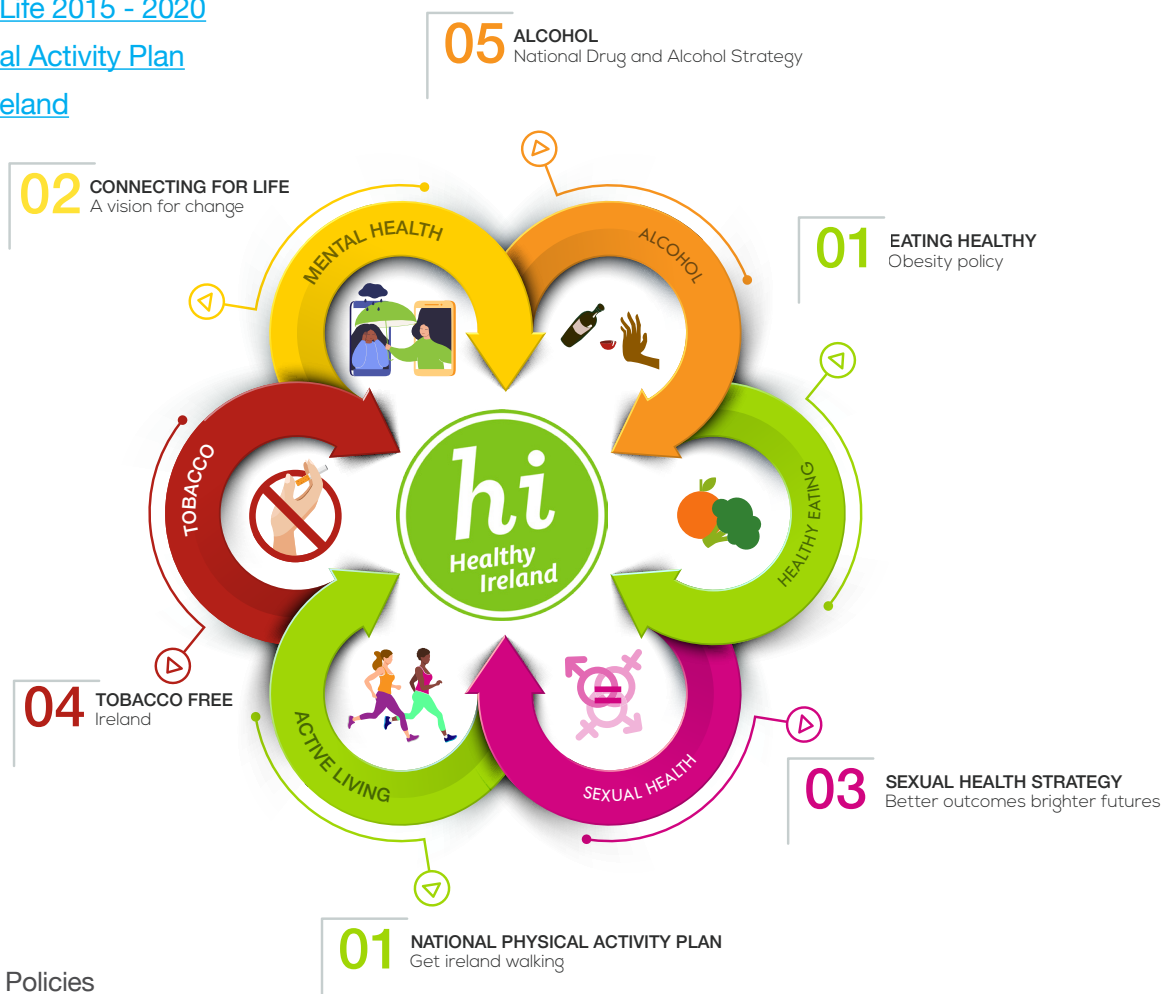 Life 2015 - 2020
al Activity Plan
eland
05
ALCOHOL
National Drug and Alcohol Strategy
02
CONNECTING FOR LIFE
A vision for change
01
EATING HEALTHY
Obesity policy
MENTAL HEALTH
ALCOHOL
TOBACCO
HEALTHY EATING
hi
Healthy
Ireland
ACTIVE LIVING
SEXUAL HEALTH
04
TOBACCO FREE
Ireland
03
SEXUAL HEALTH STRATEGY
Better outcomes brighter futures
01
NATIONAL PHYSICAL ACTIVITY PLAN
Get ireland walking
Policies